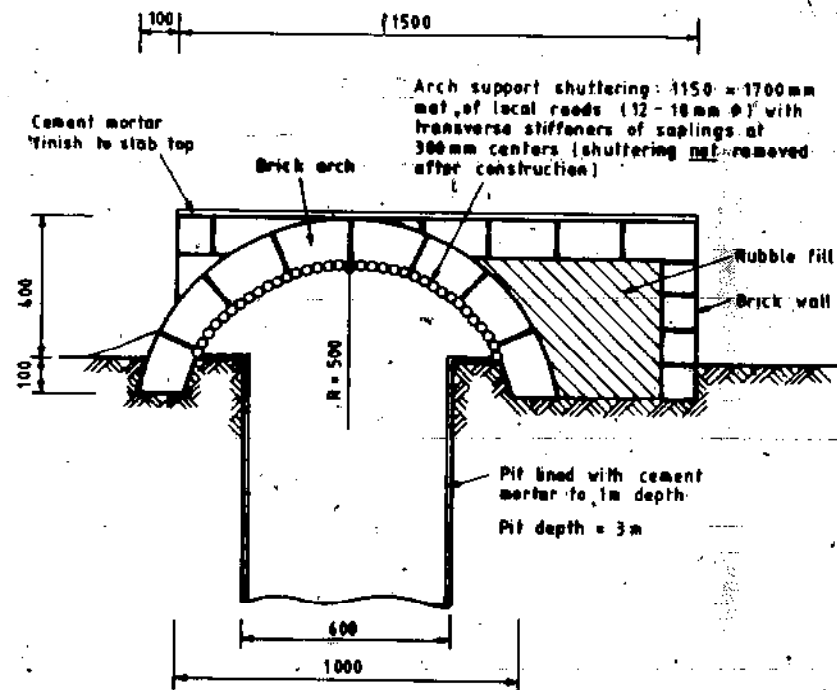 100
1500
Arch support shuttering: 1150 × 1700mm
mat of local reeds (12 - 18mm φ) with
transverse stiffeners of saplings at
300mm centers (shuttering not removed
after construction)
Cement mortar
finish to slab top
Brick arch
Rubble fill
Brick wall
400
100
R = 500
Pit lined with cement
mortar to 1m depth
Pit depth = 3m
600
1000